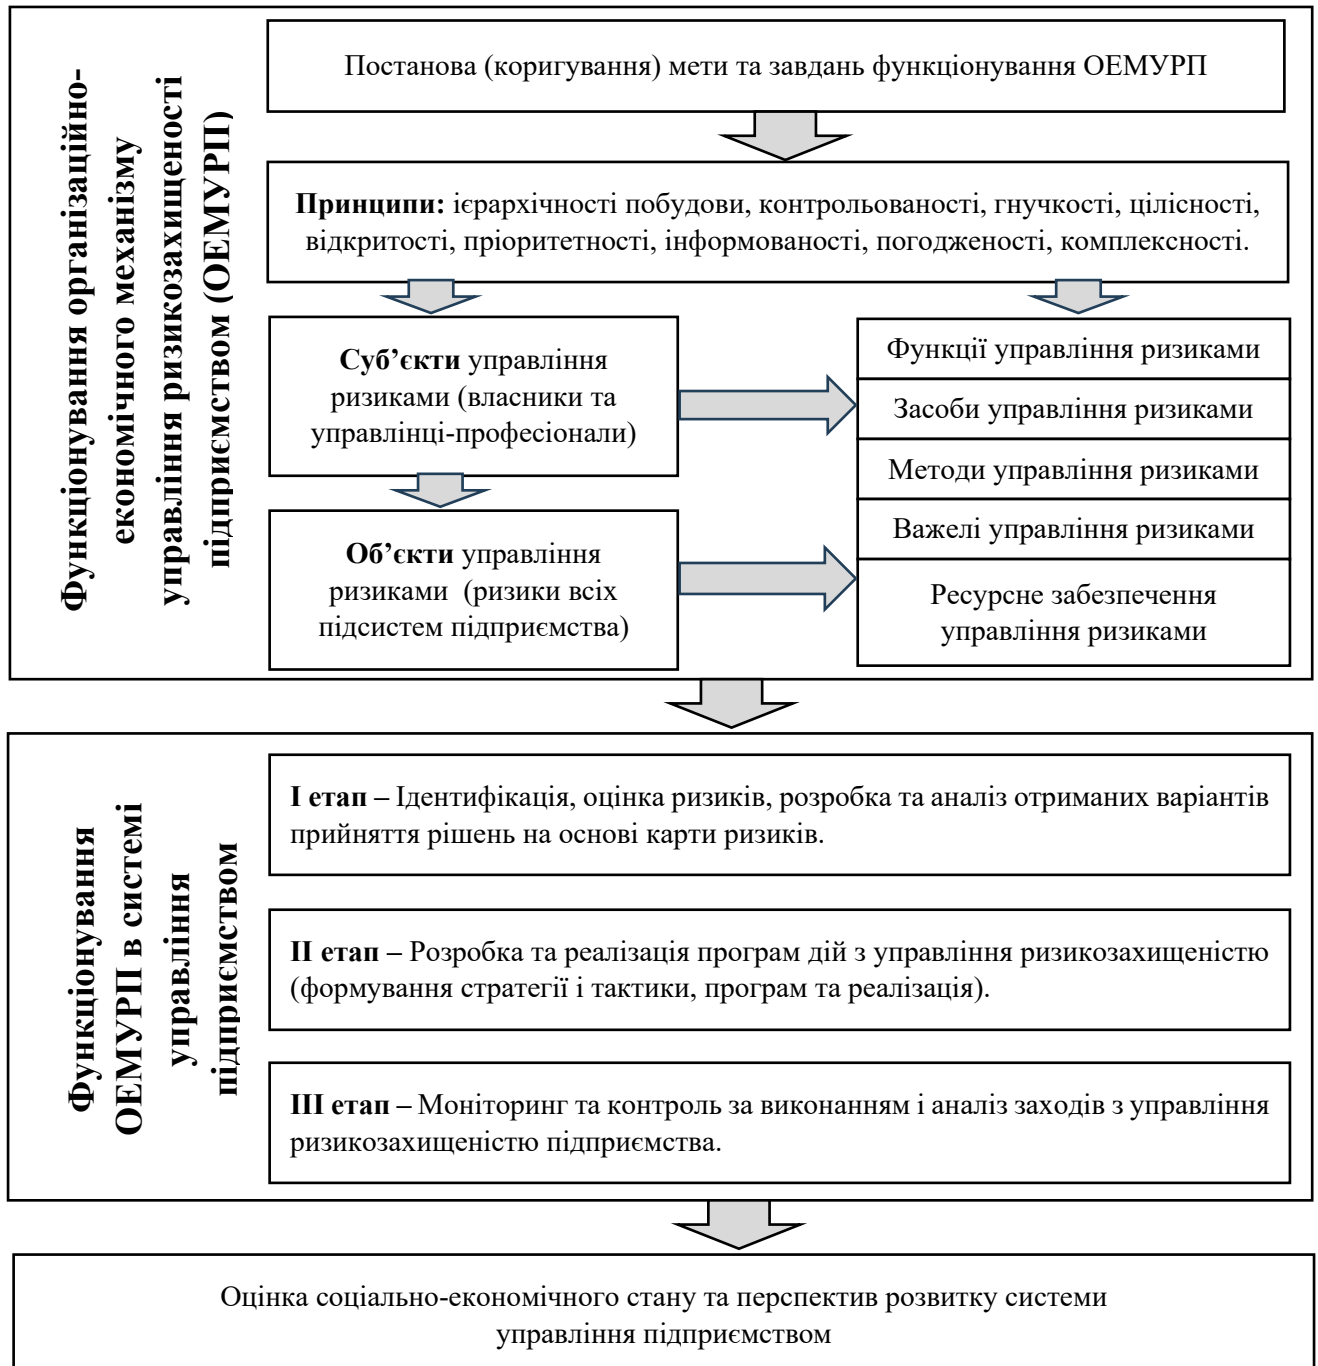 Функціонування організаційно-
економічного механізму
управління ризикозахищеності
підприємством (ОЕМУРП)
Постанова (коригування) мети та завдань функціонування ОЕМУРП
Принципи: ієрархічності побудови, контрольованості, гнучкості, цілісності,
відкритості, пріоритетності, інформованості, погодженості, комплексності.
Суб’єкти управління
ризиками (власники та
управлінці-професіонали)
Об’єкти управління
ризиками (ризики всіх
підсистем підприємства)
Функції управління ризиками
Засоби управління ризиками
Методи управління ризиками
Важелі управління ризиками
Ресурсне забезпечення
управління ризиками
Функціонування
ОЕМУРП в системі
управління
підприємством
І етап – Ідентифікація, оцінка ризиків, розробка та аналіз отриманих варіантів
прийняття рішень на основі карти ризиків.
ІІ етап – Розробка та реалізація програм дій з управління ризикозахищеністю
(формування стратегії і тактики, програм та реалізація).
ІІІ етап – Моніторинг та контроль за виконанням і аналіз заходів з управління
ризикозахищеністю підприємства.
Оцінка соціально-економічного стану та перспектив розвитку системи
управління підприємством